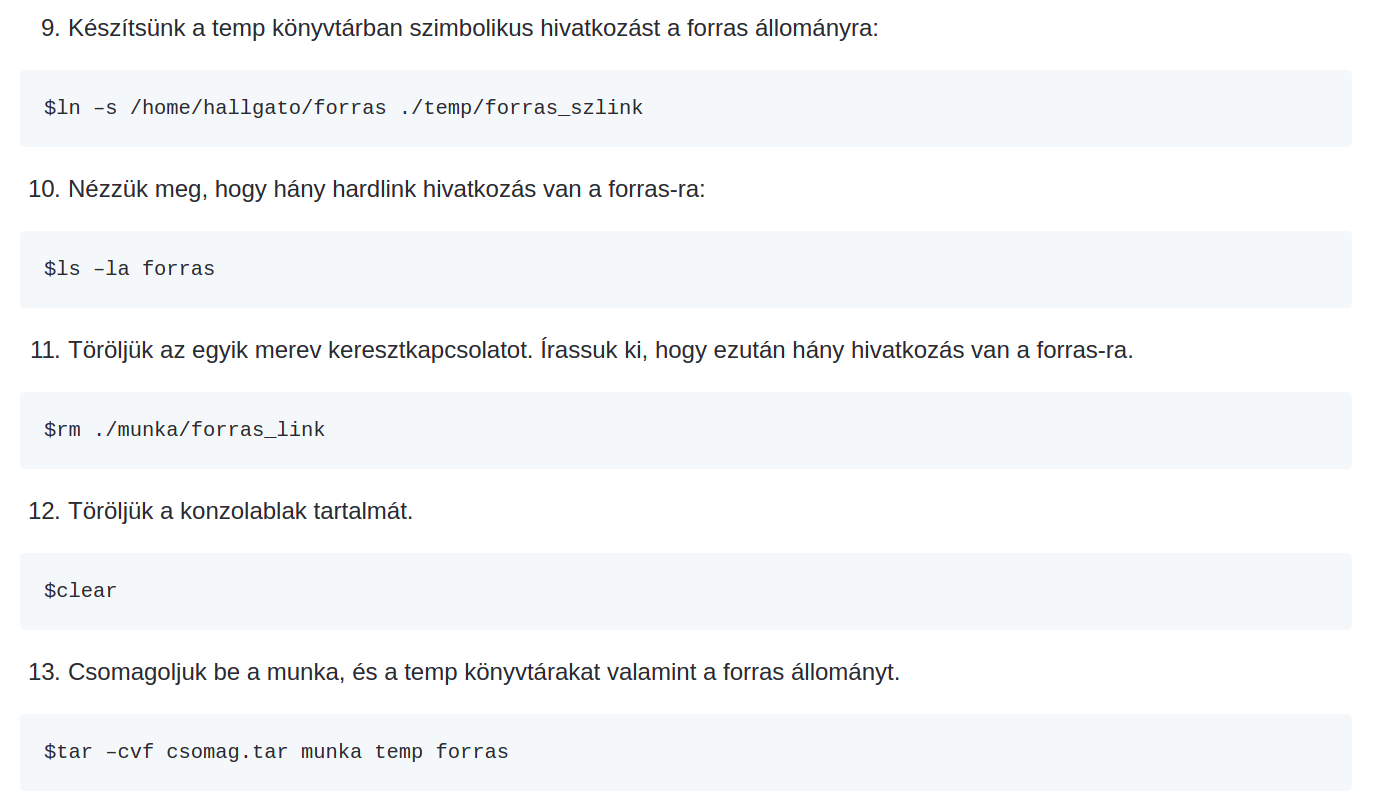 9. Készítsünk a temp könyvtárban szimbolikus hivatkozást a forras állományra:
$ln –s /home/hallgato/forras ./temp/forras_szlink
10. Nézzük meg, hogy hány hardlink hivatkozás van a forras-ra:
$ls –la forras
11. Töröljük az egyik merev keresztkapcsolatot. Írassuk ki, hogy ezután hány hivatkozás van a forras-ra.
$rm ./munka/forras_link
12. Töröljük a konzolablak tartalmát.
$clear
13. Csomagoljuk be a munka, és a temp könyvtárakat valamint a forras állományt.
$tar –cvf csomag.tar munka temp forras